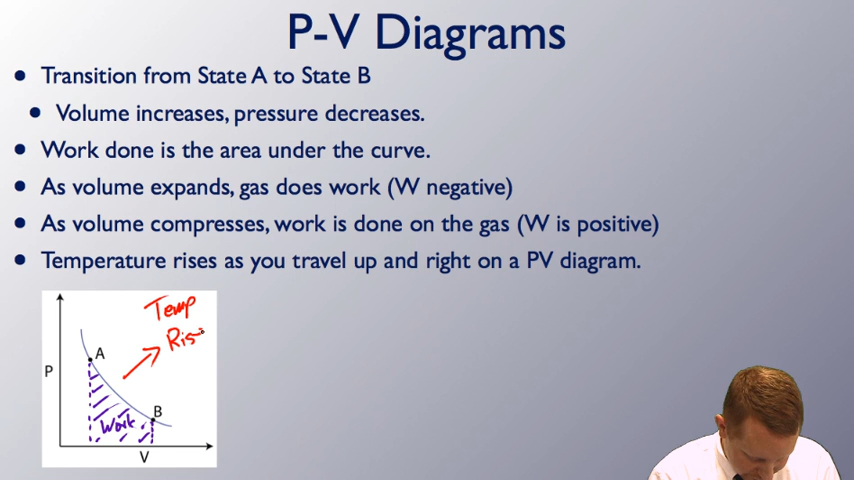 P-V Diagrams
• Transition from State A to State B
• Volume increases, pressure decreases.
• Work done is the area under the curve.
• As volume expands, gas does work (W negative)
• As volume compresses, work is done on the gas (W is positive)
• Temperature rises as you travel up and right on a PV diagram.
Temp
Ris
A
P
B
Work
V